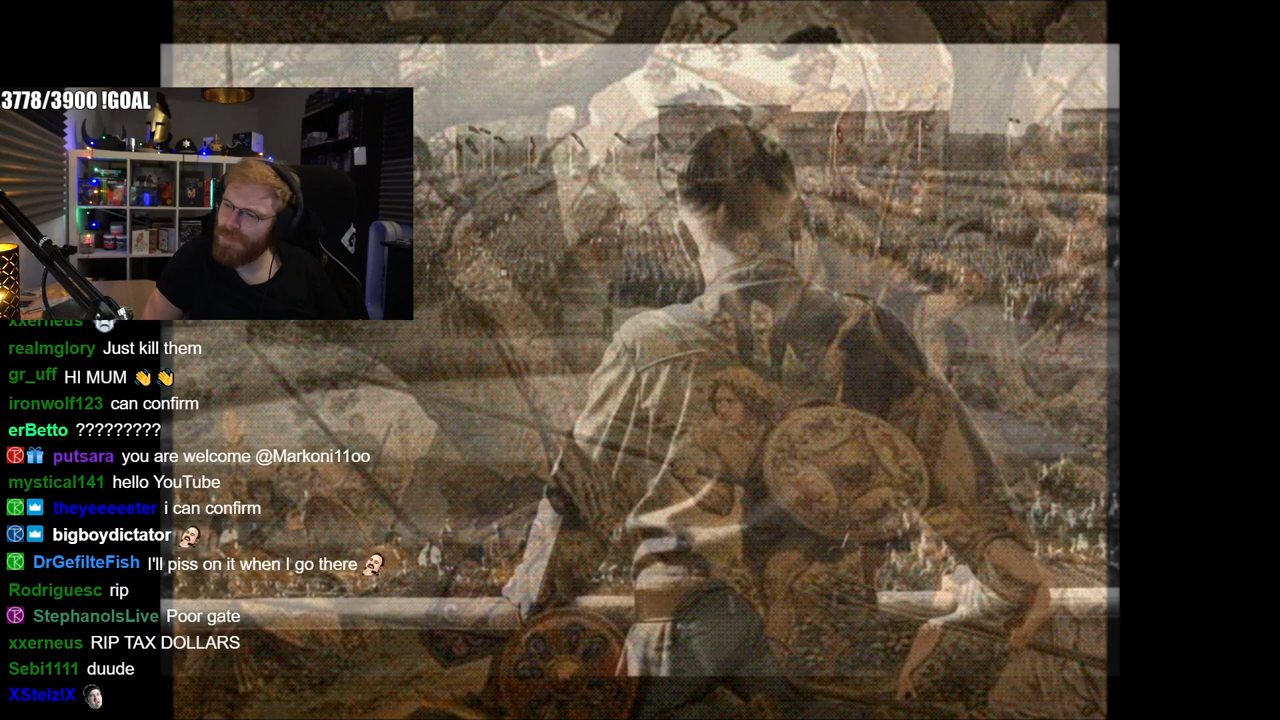 3778/3900 !GOAL
xxerneus
realmglory Just kill them
gr_uff HI MUM 👋 👋
ironwolf123 can confirm
erBetto ?????????
putsara you are welcome @Markoni11oo
mystical141 hello YouTube
theyeeeeeter i can confirm
bigboydictator
DrGefilteFish I'll piss on it when I go there
Rodriguesc rip
StephanoIsLive Poor gate
xxerneus RIP TAX DOLLARS
Sebi1111 duude
XStelzlX